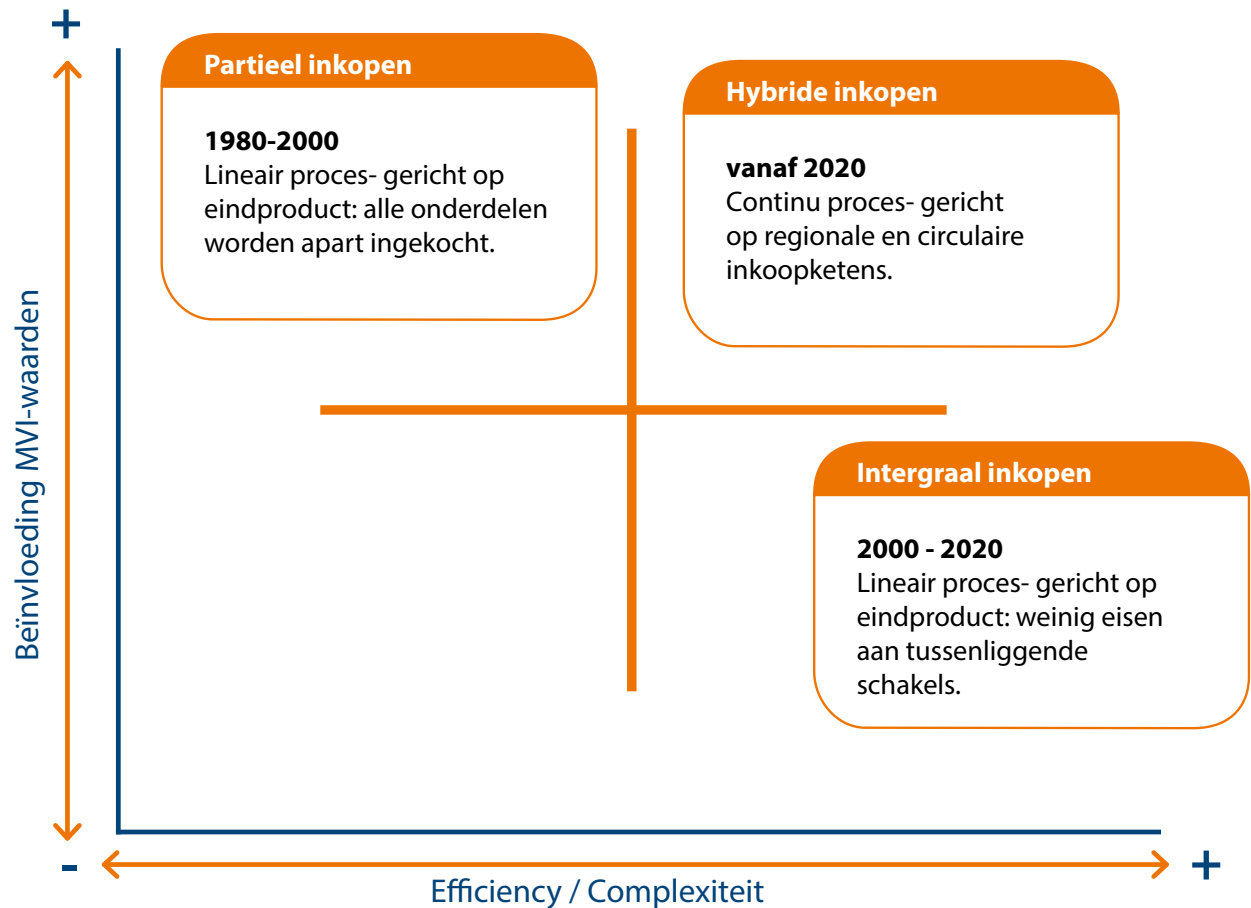 +
Partieel inkopen
1980-2000
Lineair proces- gericht op
eindproduct: alle onderdelen
worden apart ingekocht.
Hybride inkopen
vanaf 2020
Continu proces- gericht
op regionale en circulaire
inkoopketens.
Beïnvloeding MVI-waarden
Intergraal inkopen
2000 - 2020
Lineair proces- gericht op
eindproduct: weinig eisen
aan tussenliggende
schakels.
-
+
Efficiency / Complexiteit